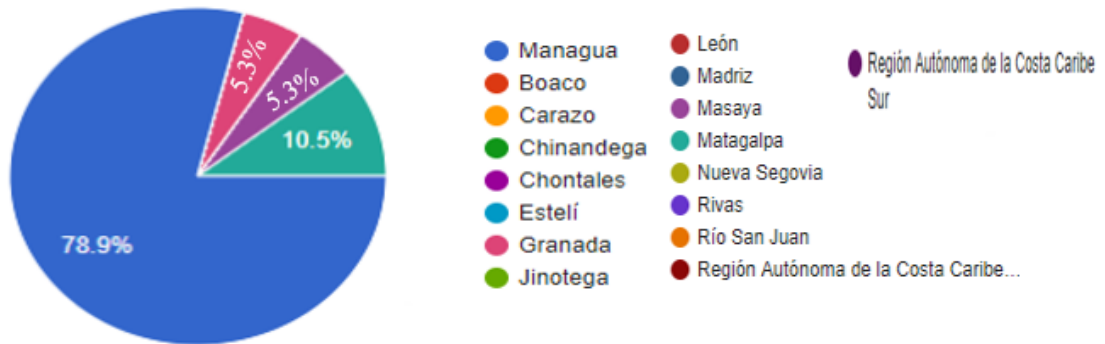 5.3%
5.3%
10.5%
78.9%
Managua
Boaco
Carazo
Chinandega
Chontales
Estelí
Granada
Jinotega
León
Madriz
Masaya
Matagalpa
Nueva Segovia
Rivas
Río San Juan
Región Autónoma de la Costa Caribe...
Región Autónoma de la Costa Caribe
Sur